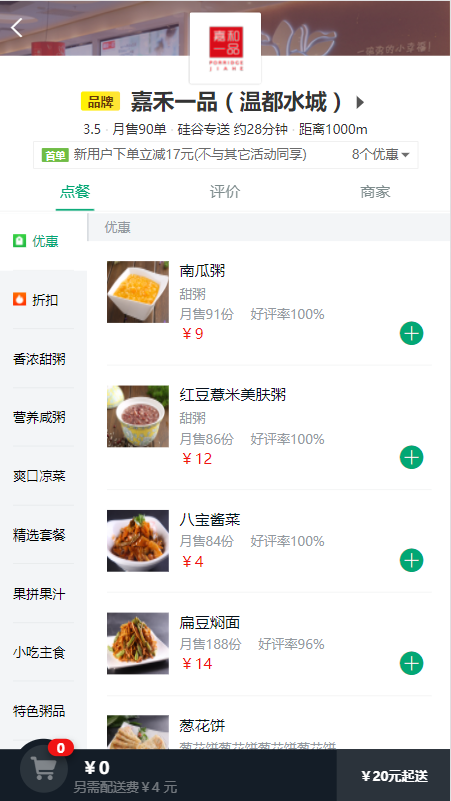 一品粥的小幸福！
嘉和
一品
PORRIDGE
JIAHE
品牌 嘉禾一品（温都水城）
3.5 · 月售90单 · 硅谷专送 约28分钟 · 距离1000m
首单 新用户下单立减17元(不与其它活动同享) 8个优惠
点餐 评价 商家
优惠
折扣
香浓甜粥
营养咸粥
爽口凉菜
精选套餐
果拼果汁
小吃主食
特色粥品
优惠
南瓜粥
甜粥
月售91份 好评率100%
￥9
红豆薏米美肤粥
甜粥
月售86份 好评率100%
￥12
八宝酱菜
月售84份 好评率100%
￥4
扁豆焖面
月售188份 好评率96%
￥14
葱花饼
葱花饼葱花饼葱花饼葱花饼
0
￥0
另需配送费￥4 元
￥20元起送